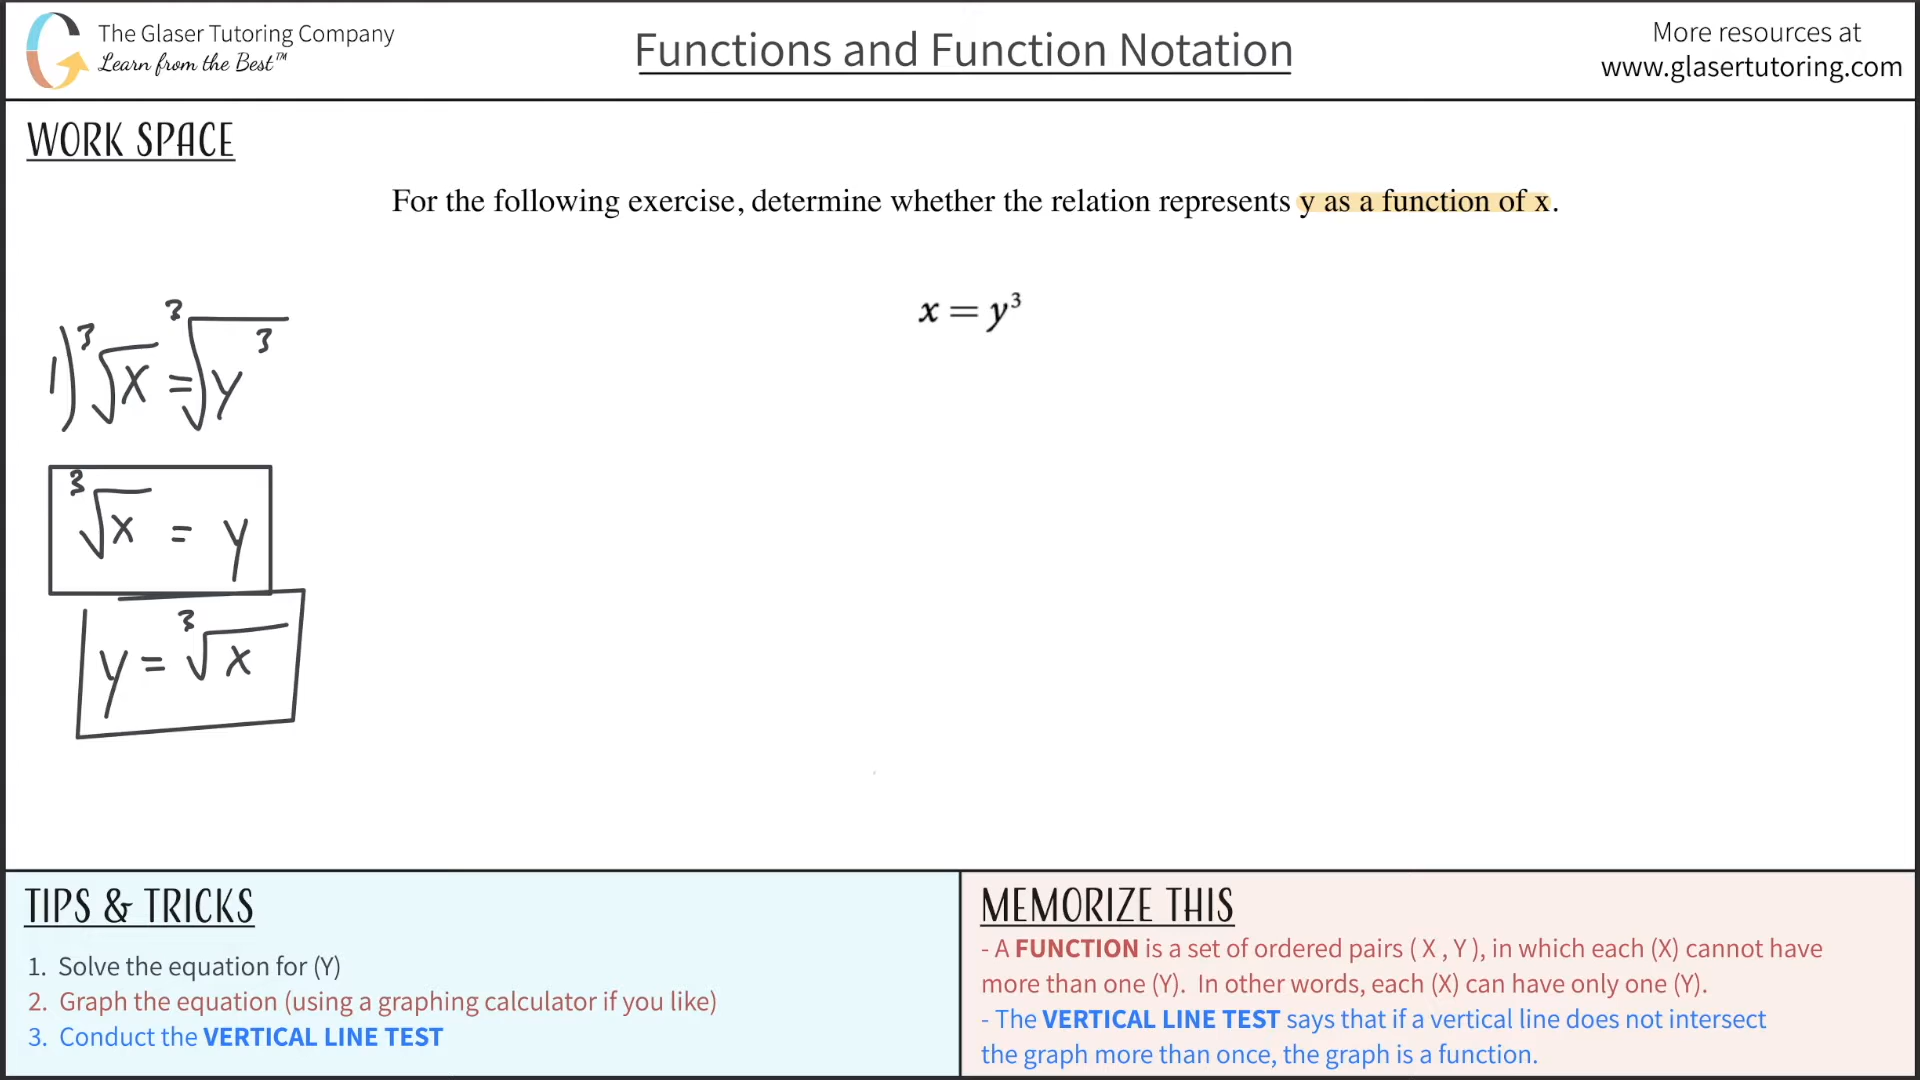 The Glaser Tutoring Company
Learn from the Best™
Functions and Function Notation
More resources at
www.glasertutoring.com
WORK SPACE
For the following exercise, determine whether the relation represents y as a function of x.
x = y³
1) ³√x = ³√y³
³√x = y
y = ³√x
TIPS & TRICKS
1. Solve the equation for (Y)
2. Graph the equation (using a graphing calculator if you like)
3. Conduct the VERTICAL LINE TEST
MEMORIZE THIS
- A FUNCTION is a set of ordered pairs ( X , Y ), in which each (X) cannot have
more than one (Y). In other words, each (X) can have only one (Y).
- The VERTICAL LINE TEST says that if a vertical line does not intersect
the graph more than once, the graph is a function.